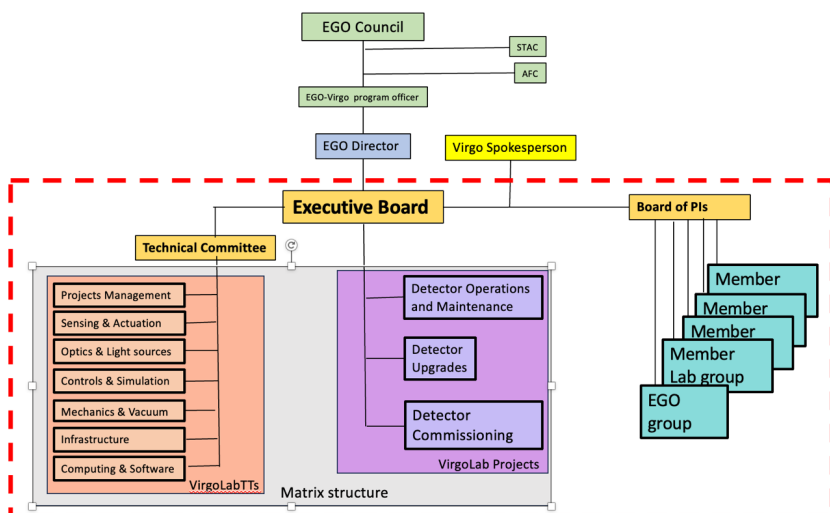 EGO Council
STAC
AFC
EGO-Virgo program officer
EGO Director
Virgo Spokesperson
Executive Board
Board of PIs
Technical Committee
Projects Management
Sensing & Actuation
Optics & Light sources
Controls & Simulation
Mechanics & Vacuum
Infrastructure
Computing & Software
VirgoLabTTs
Detector Operations
and Maintenance
Detector
Upgrades
Detector
Commissioning
VirgoLab Projects
Matrix structure
Member
Member
Member
Member
Lab group
EGO
group